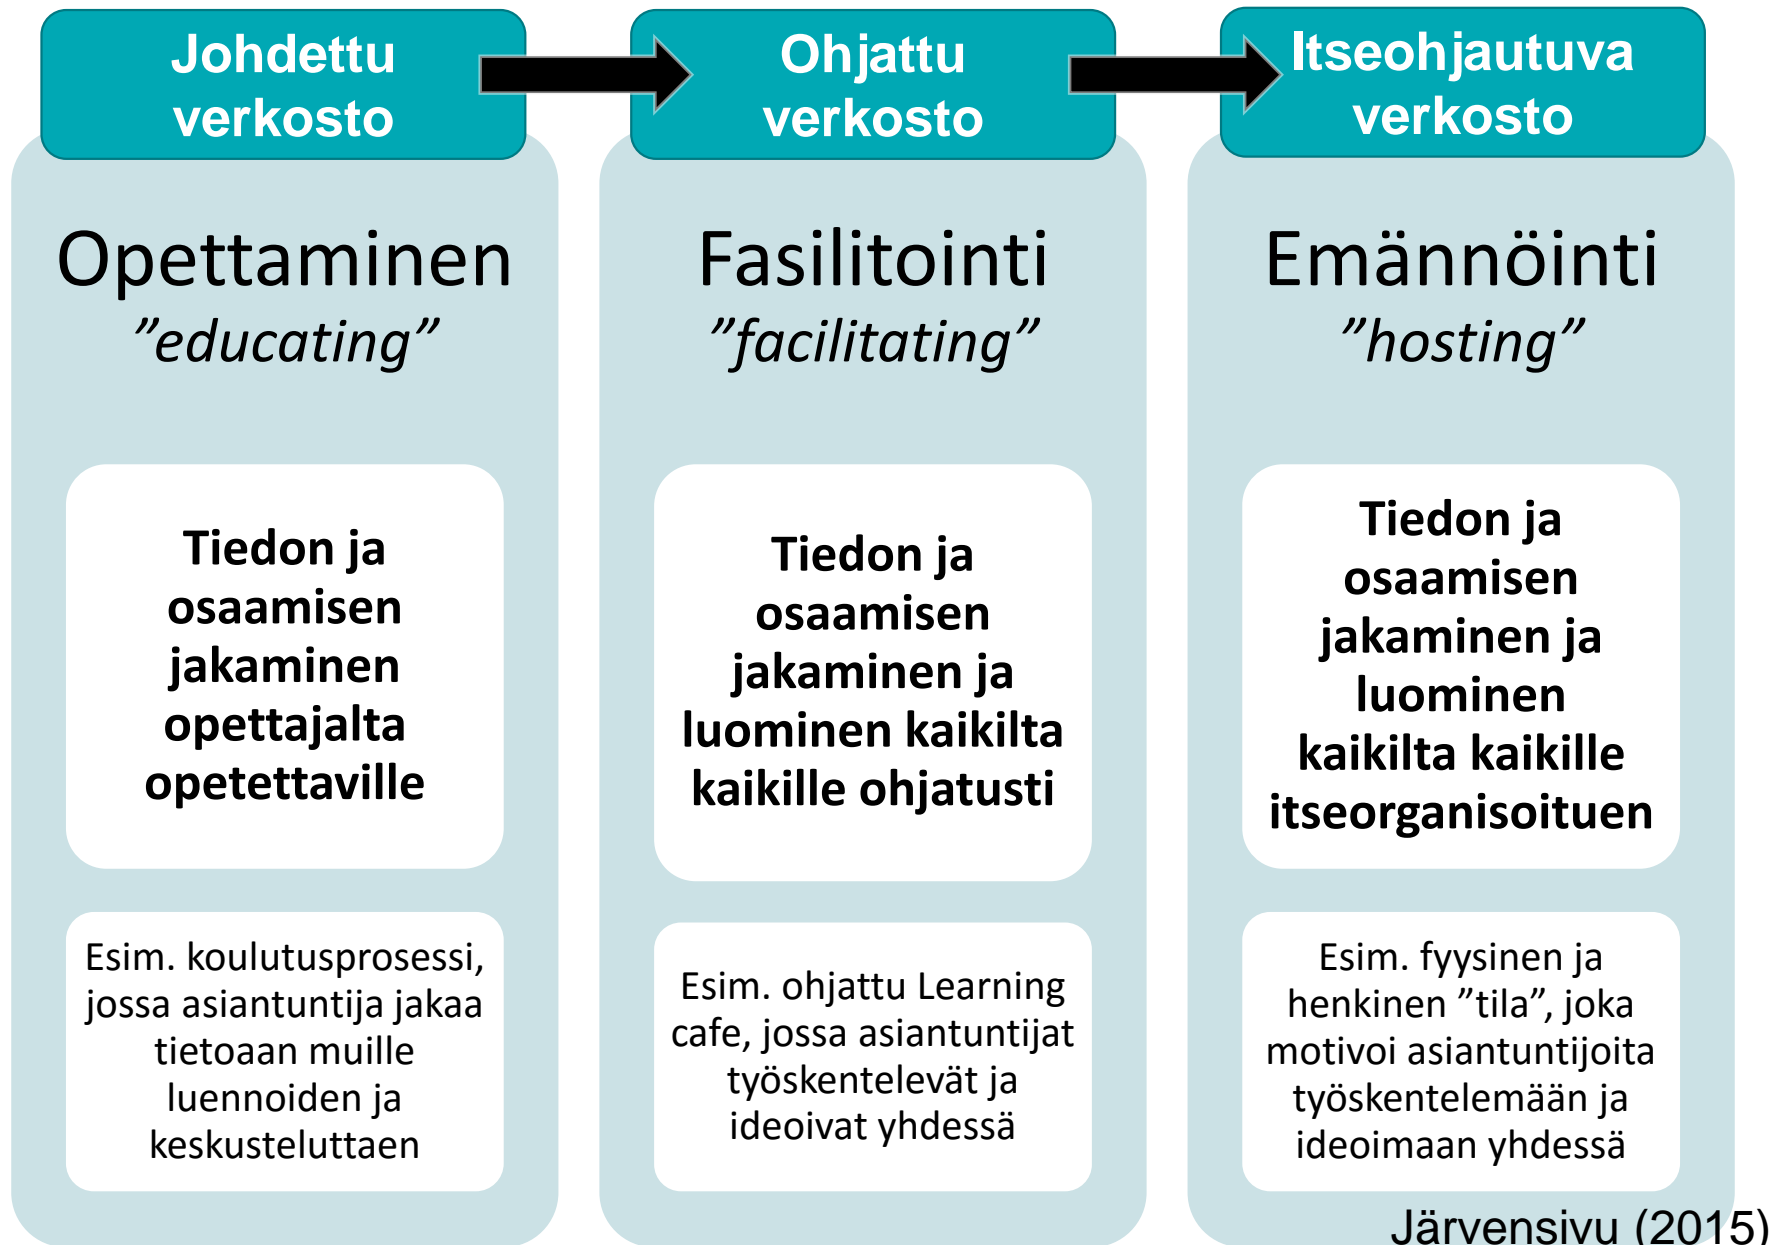 Johdettu
verkosto
Opettaminen
”educating”
Tiedon ja
osaamisen
jakaminen
opettajalta
opetettaville
Esim. koulutusprosessi,
jossa asiantuntija jakaa
tietoaan muille
luennoiden ja
keskusteluttaen
Ohjattu
verkosto
Fasilitointi
”facilitating”
Tiedon ja
osaamisen
jakaminen ja
luominen kaikilta
kaikille ohjatusti
Esim. ohjattu Learning
cafe, jossa asiantuntijat
työskentelevät ja
ideoivat yhdessä
Itseohjautuva
verkosto
Emännöinti
”hosting”
Tiedon ja
osaamisen
jakaminen ja
luominen
kaikilta kaikille
itseorganisoituen
Esim. fyysinen ja
henkinen ”tila”, joka
motivoi asiantuntijoita
työskentelemään ja
ideoimaan yhdessä
Järvensivu (2015)